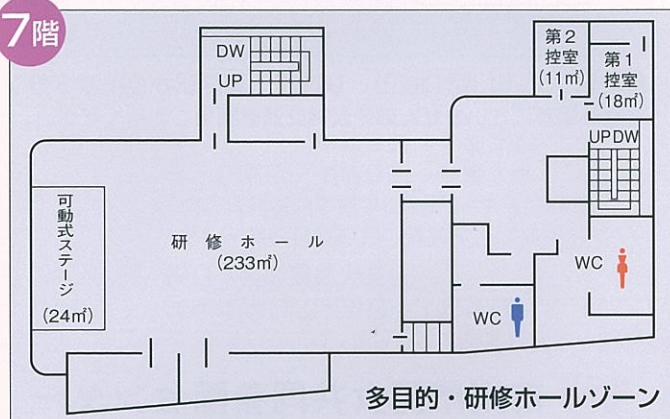 7階
DW
UP
第2
控室
(11㎡)
第1
控室
(18㎡)
UP DW
可動式ステージ
(24㎡)
研修ホール
(233㎡)
WC
WC
多目的・研修ホールゾーン